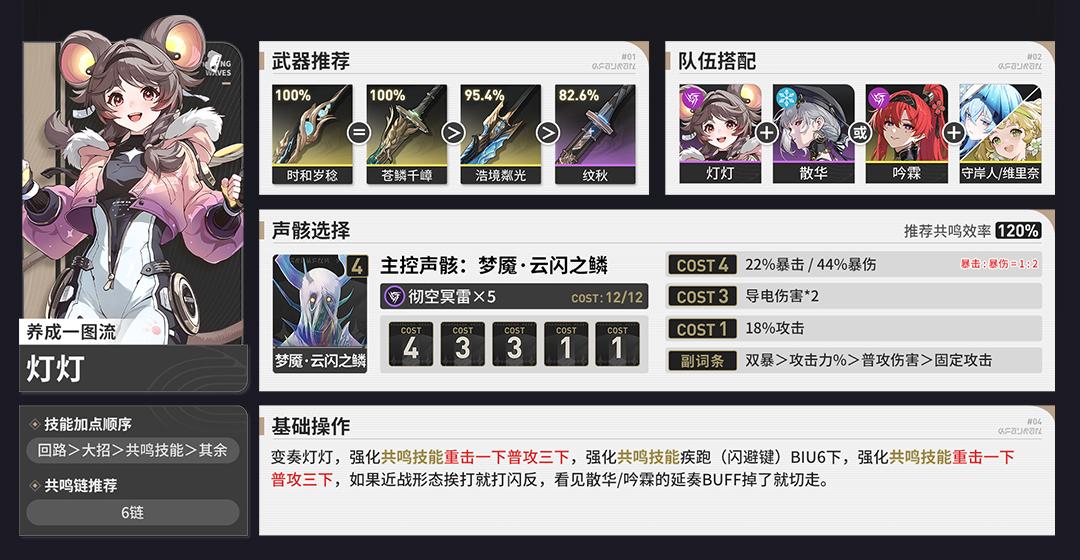 WAVES
养成一图流
灯灯
技能加点顺序
回路＞大招＞共鸣技能＞其余
共鸣链推荐
6链
武器推荐
#01
100%
100%
95.4%
82.6%
=
>
>
时和岁稔
苍鳞千嶂
浩境粼光
纹秋
队伍搭配
#02
+
或
+
灯灯
散华
吟霖
守岸人/维里奈
声骸选择
推荐共鸣效率 120%
4
梦魇·云闪之鳞
主控声骸：梦魇·云闪之鳞
彻空冥雷×5
COST: 12/12
COST COST COST COST COST
4 3 3 1 1
COST 4 22%暴击 / 44%暴伤 暴击:暴伤=1:2
COST 3 导电伤害*2
COST 1 18%攻击
副词条 双暴＞攻击力%＞普攻伤害＞固定攻击
基础操作
#04
变奏灯灯，强化共鸣技能重击一下普攻三下，强化共鸣技能疾跑（闪避键）BIU6下，强化共鸣技能重击一下
普攻三下，如果近战形态挨打就打闪反，看见散华/吟霖的延奏BUFF掉了就切走。